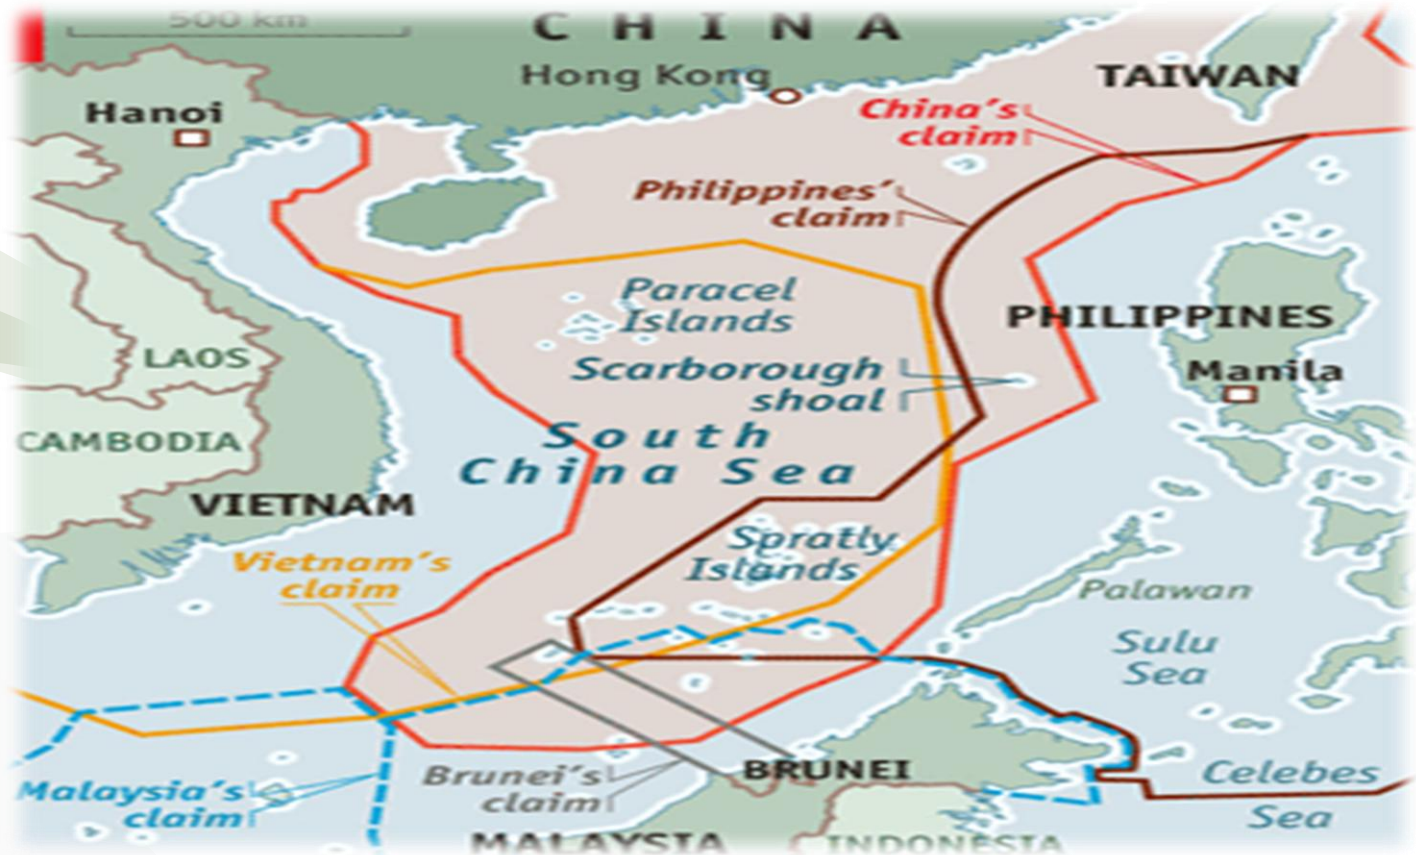 500 km
CHINA
Hong Kong
TAIWAN
Hanoi
China's
claim
Philippines'
claim
Paracel
Islands
PHILIPPINES
LAOS
Scarborough
shoal
Manila
CAMBODIA
South
China Sea
VIETNAM
Spratly
Islands
Vietnam's
claim
Palawan
Sulu
Sea
Malaysia's
claim
Brunei's
claim
BRUNEI
Celebes
Sea
MALAYSIA
INDONESIA